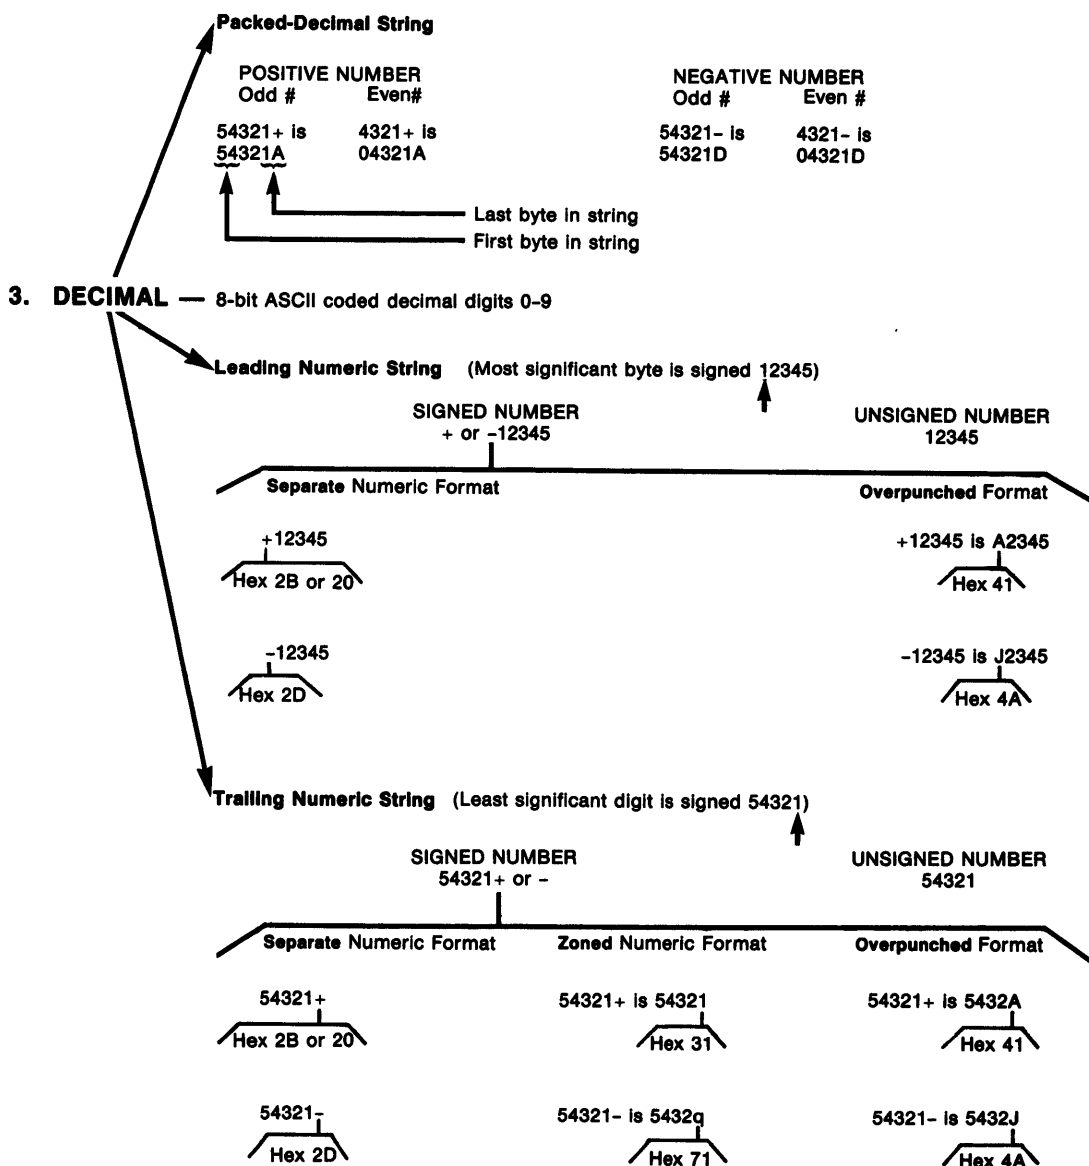 Packed-Decimal String
POSITIVE NUMBER
Odd # Even#
54321+ is 4321+ is
54321A 04321A
NEGATIVE NUMBER
Odd # Even #
54321– is 4321– is
54321D 04321D
Last byte in string
First byte in string
3. DECIMAL — 8-bit ASCII coded decimal digits 0–9
Leading Numeric String (Most significant byte is signed 12345)
SIGNED NUMBER
+ or –12345
UNSIGNED NUMBER
12345
Separate Numeric Format Overpunched Format
+12345 +12345 is A2345
Hex 2B or 20 Hex 41
–12345 –12345 is J2345
Hex 2D Hex 4A
Trailing Numeric String (Least significant digit is signed 54321)
SIGNED NUMBER
54321+ or –
UNSIGNED NUMBER
54321
Separate Numeric Format Zoned Numeric Format Overpunched Format
54321+ 54321+ is 54321 54321+ is 5432A
Hex 2B or 20 Hex 31 Hex 41
54321– 54321– is 5432q 54321– is 5432J
Hex 2D Hex 71 Hex 4A